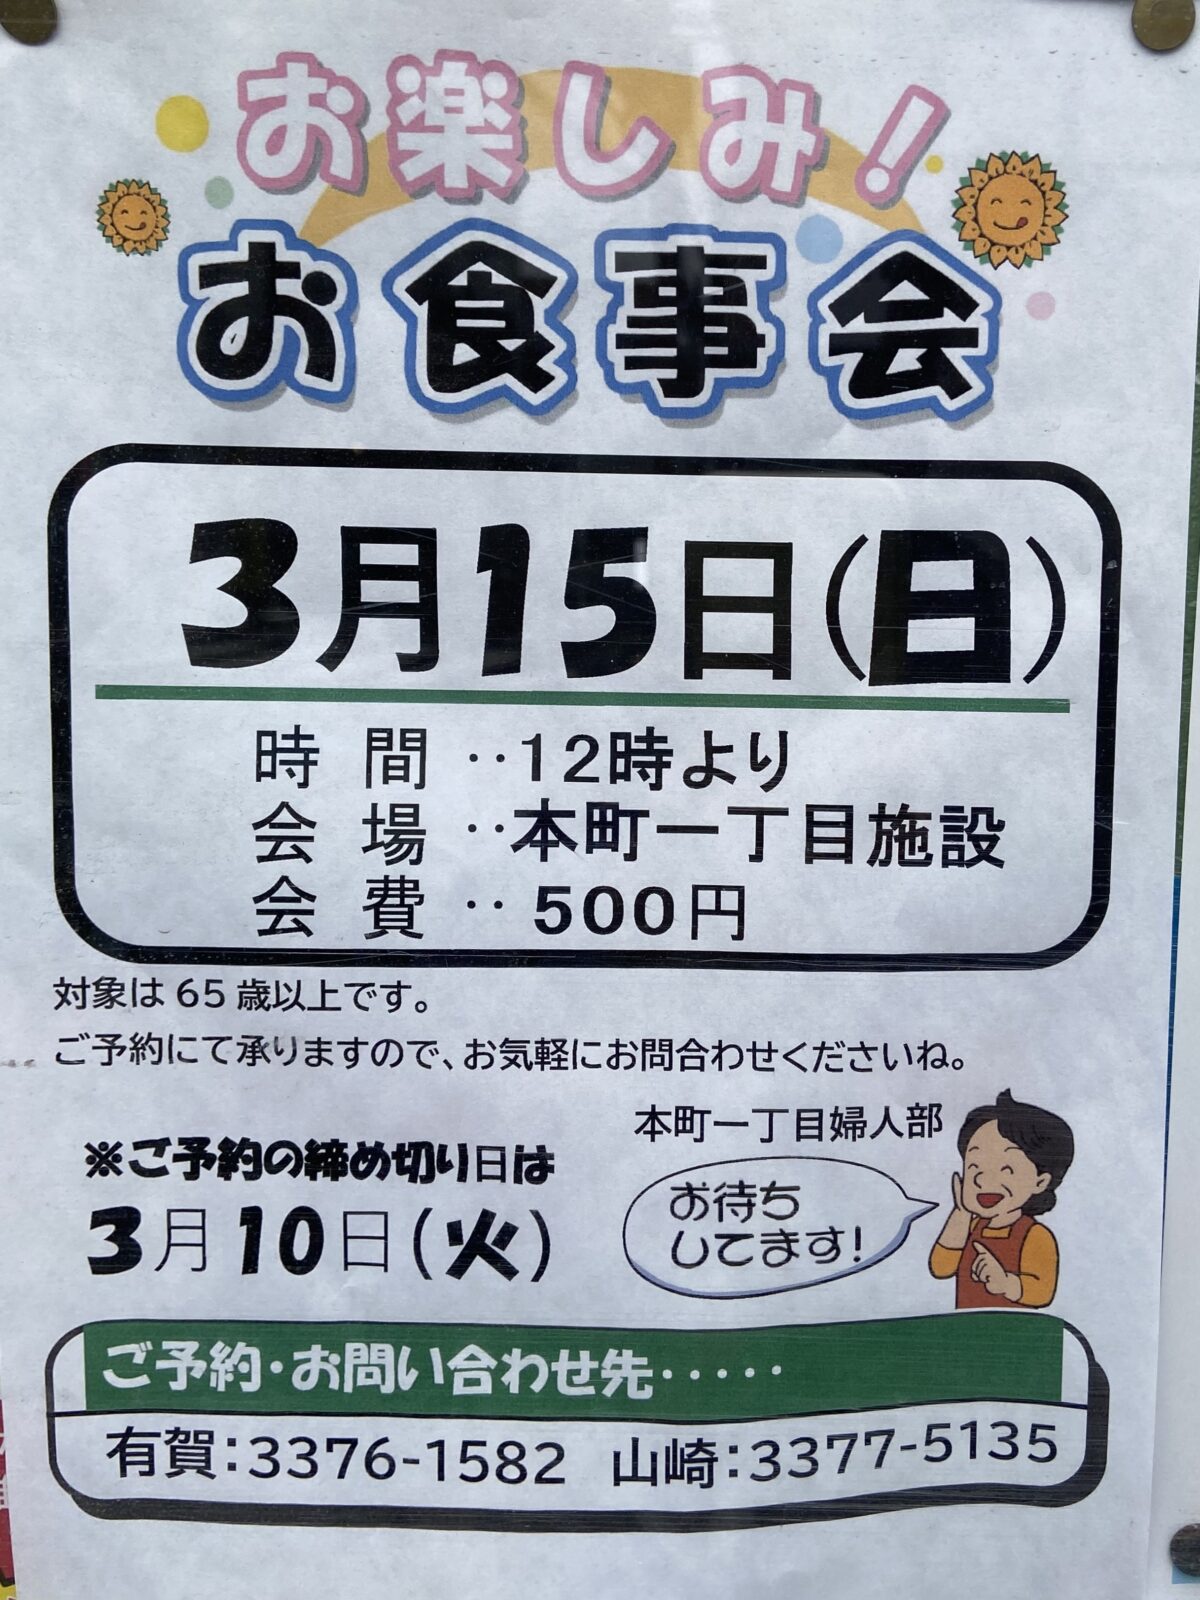 お楽しみ!
お食事会
3月15日(日)
時間‥12時より
会場‥本町一丁目施設
会費‥500円
対象は65歳以上です。
ご予約にて承りますので、お気軽にお問合わせくださいね。
本町一丁目婦人部
※ご予約の締め切り日は
3月10日(火)
お待ち
してます!
ご予約・お問い合わせ先・・・・・
有賀:3376-1582 山崎:3377-5135